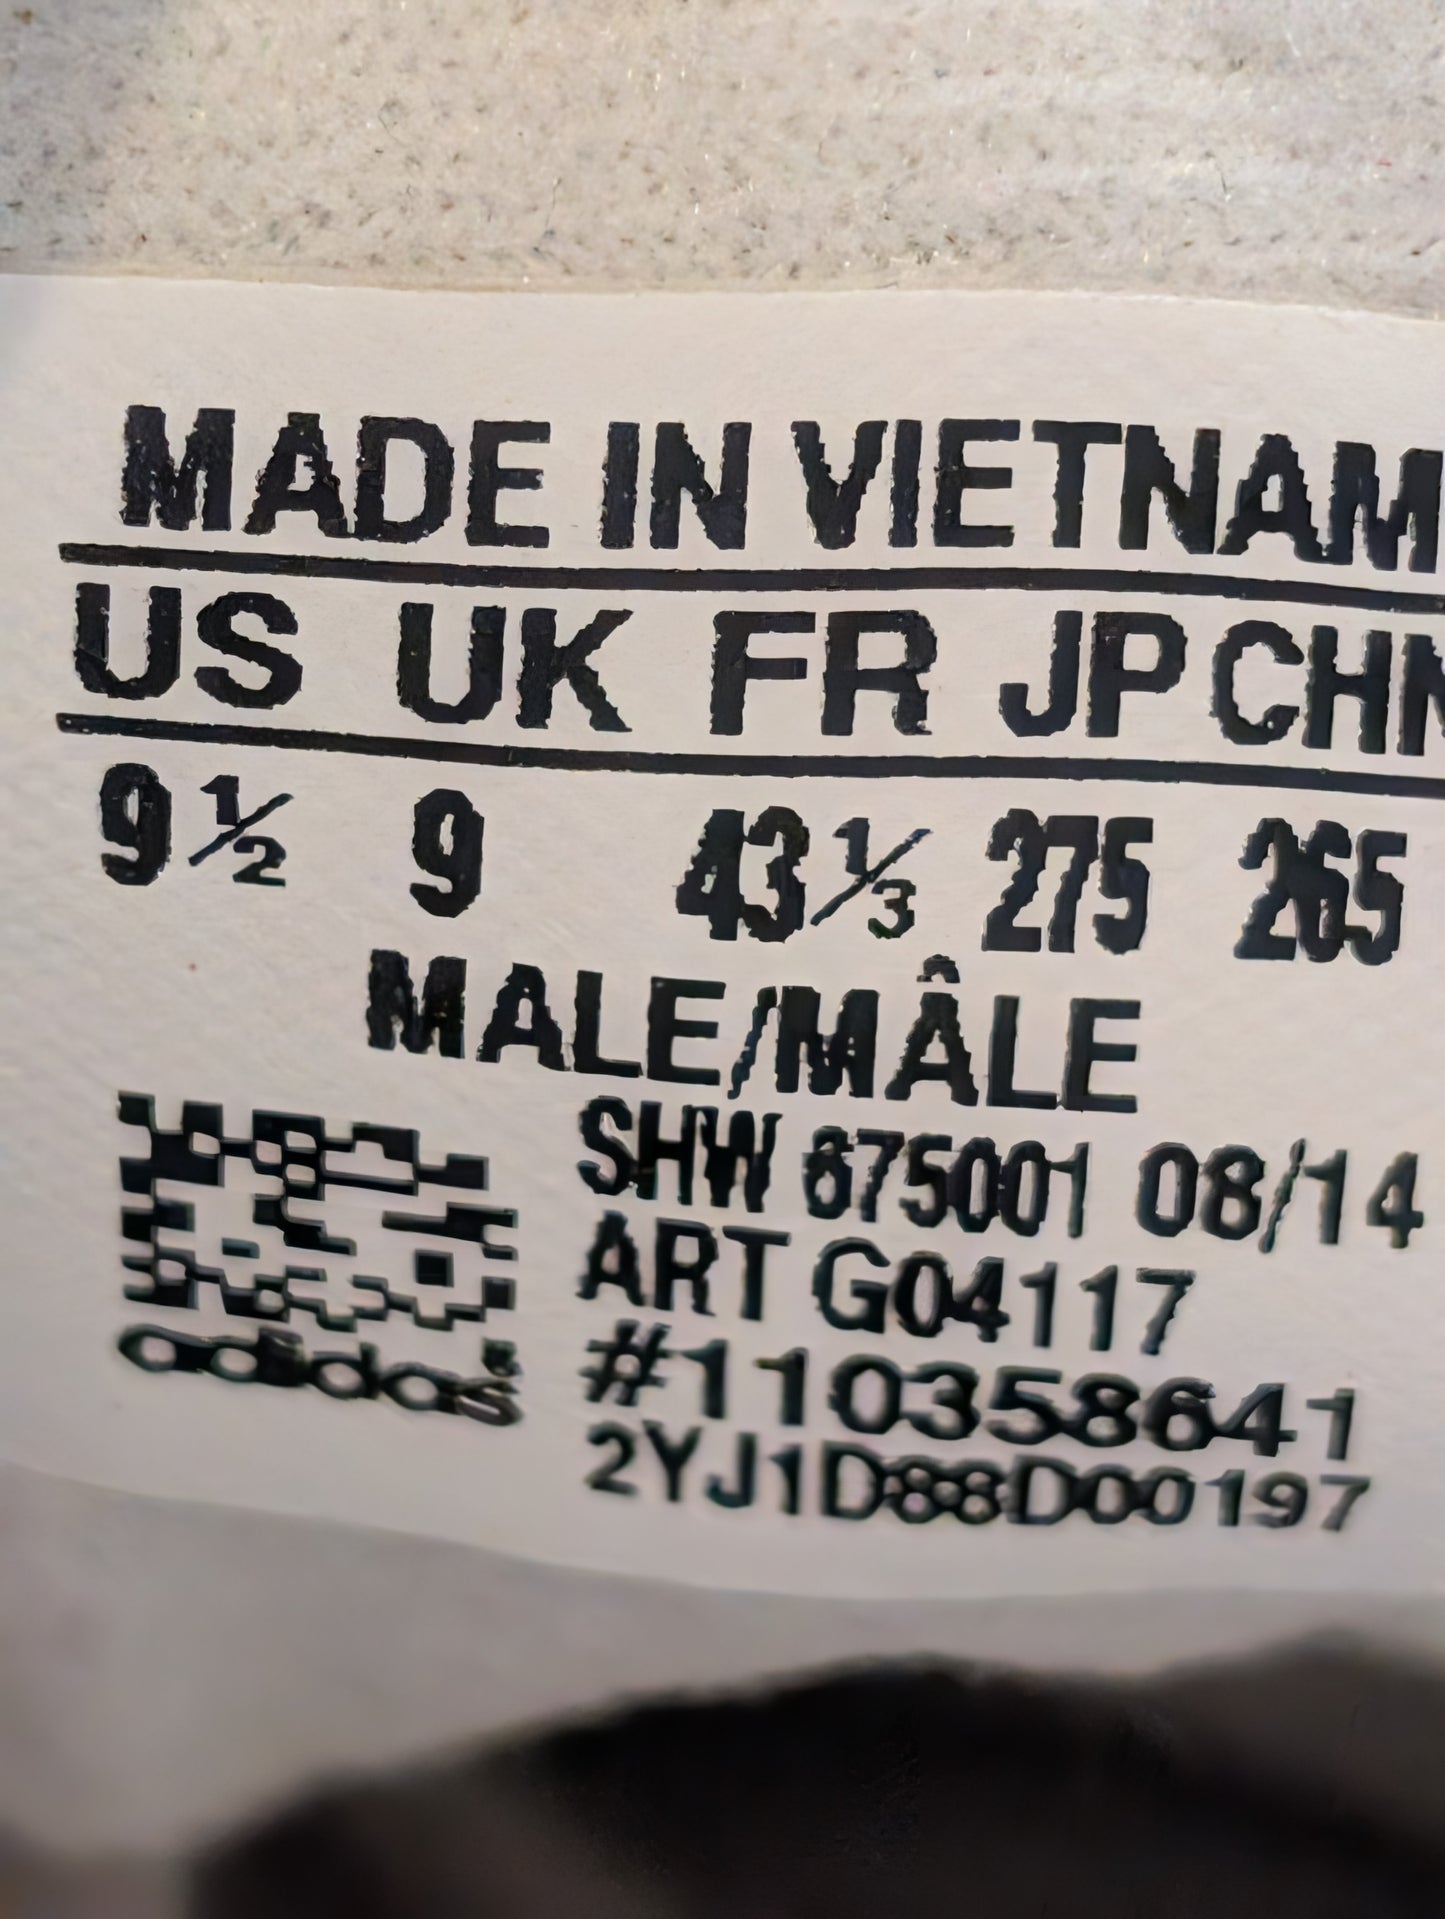 MADE IN VIETNAM
US UK FR JP CHN
9½ 9 43⅓ 275 265
MALE/MÂLE
SHW 675001 08/14
ART G04117
#110358641
2YJ1D88D00197
adidas